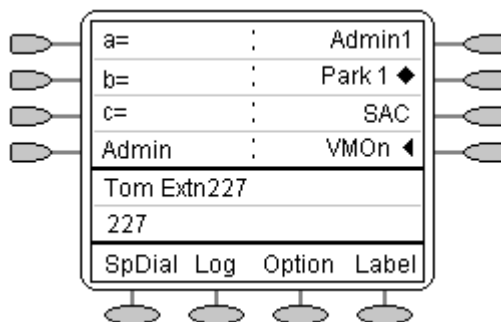 a= : Admin1
b= : Park 1 ◆
c= : SAC
Admin : VMOn ◀
Tom Extn227
227
SpDial Log Option Label